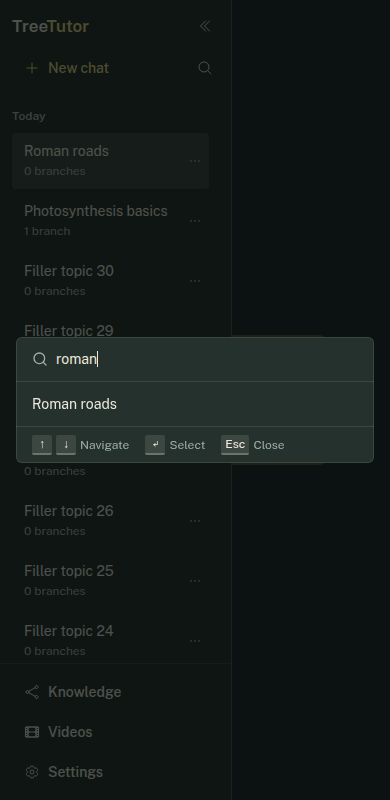 TreeTutor
New chat
Today
Roman roads
0 branches
Photosynthesis basics
1 branch
Filler topic 30
0 branches
Filler topic 29
roman
Roman roads
↑ ↓ Navigate ↵ Select Esc Close
0 branches
Filler topic 26
0 branches
Filler topic 25
0 branches
Filler topic 24
0 branches
Knowledge
Videos
Settings